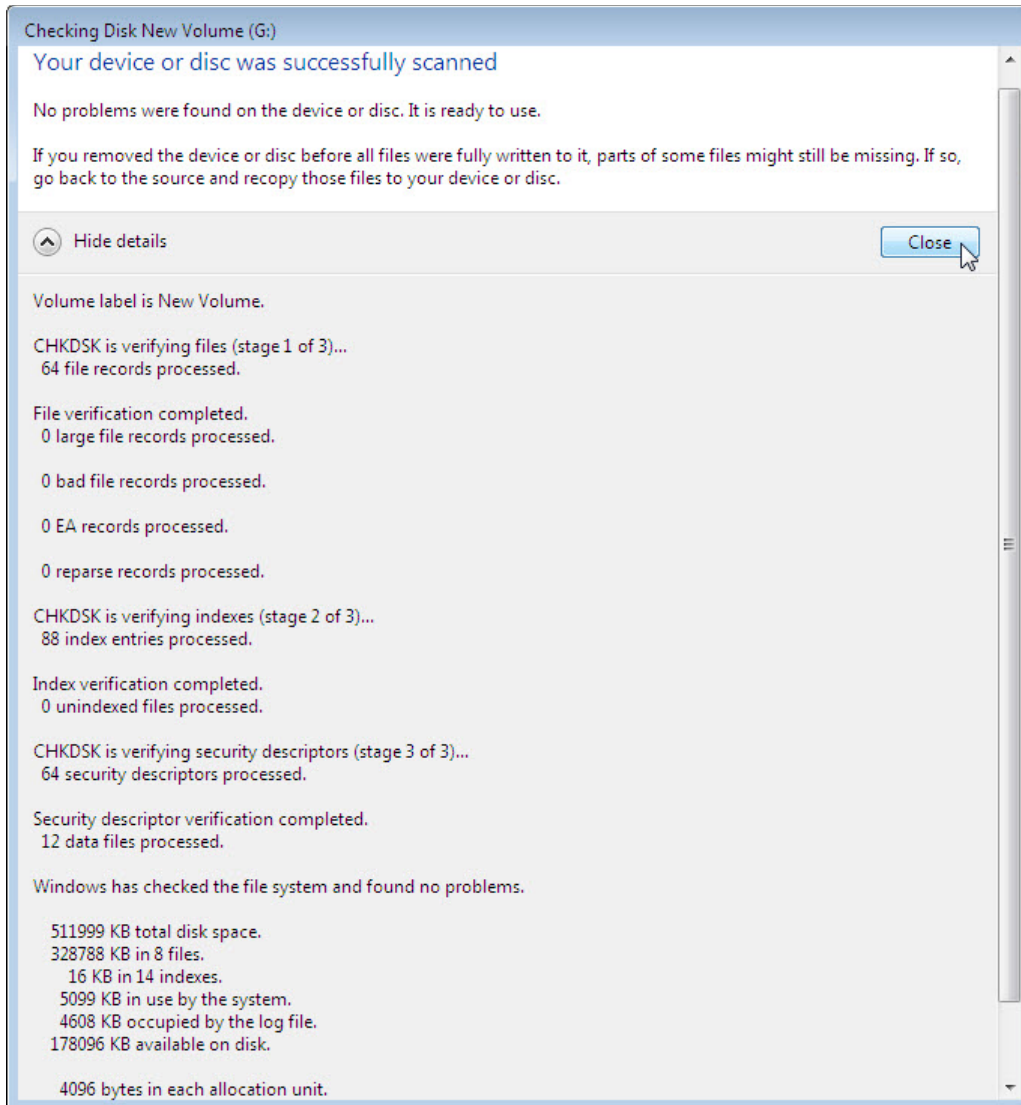 Checking Disk New Volume (G:)
Your device or disc was successfully scanned
No problems were found on the device or disc. It is ready to use.
If you removed the device or disc before all files were fully written to it, parts of some files might still be missing. If so,
go back to the source and recopy those files to your device or disc.
Hide details
Close
Volume label is New Volume.
CHKDSK is verifying files (stage 1 of 3)...
64 file records processed.
File verification completed.
0 large file records processed.
0 bad file records processed.
0 EA records processed.
0 reparse records processed.
CHKDSK is verifying indexes (stage 2 of 3)...
88 index entries processed.
Index verification completed.
0 unindexed files processed.
CHKDSK is verifying security descriptors (stage 3 of 3)...
64 security descriptors processed.
Security descriptor verification completed.
12 data files processed.
Windows has checked the file system and found no problems.
511999 KB total disk space.
328788 KB in 8 files.
16 KB in 14 indexes.
5099 KB in use by the system.
4608 KB occupied by the log file.
178096 KB available on disk.
4096 bytes in each allocation unit.